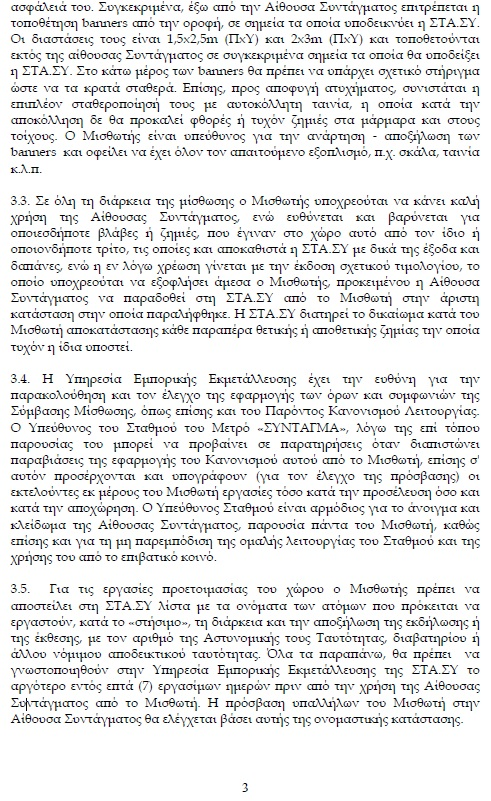 ασφάλειά του. Συγκεκριμένα, έξω από την Αίθουσα Συντάγματος επιτρέπεται η
τοποθέτηση banners από την οροφή, σε σημεία τα οποία υποδεικνύει η ΣΤΑ.ΣΥ.
Οι διαστάσεις τους είναι 1,5x2,5m (ΠxΥ) και 2x3m (ΠxΥ) και τοποθετούνται
εκτός της αίθουσας Συντάγματος σε συγκεκριμένα σημεία τα οποία θα υποδείξει
η ΣΤΑ.ΣΥ. Στο κάτω μέρος των banners θα πρέπει να υπάρχει σχετικό στήριγμα
ώστε να τα κρατά σταθερά. Επίσης, προς αποφυγή ατυχήματος, συνιστάται η
επιπλέον σταθεροποίησή τους με αυτοκόλλητη ταινία, η οποία κατά την
αποκόλληση δε θα προκαλεί φθορές ή τυχόν ζημιές στα μάρμαρα και στους
τοίχους. Ο Μισθωτής είναι υπεύθυνος για την ανάρτηση - αποξήλωση των
banners και οφείλει να έχει όλον τον απαιτούμενο εξοπλισμό, π.χ. σκάλα, ταινία
κ.λ.π.
3.3. Σε όλη τη διάρκεια της μίσθωσης ο Μισθωτής υποχρεούται να κάνει καλή
χρήση της Αίθουσας Συντάγματος, ενώ ευθύνεται και βαρύνεται για
οποιεσδήποτε βλάβες ή ζημιές, που έγιναν στο χώρο αυτό από τον ίδιο ή
οποιονδήποτε τρίτο, τις οποίες και αποκαθιστά η ΣΤΑ.ΣΥ με δικά της έξοδα και
δαπάνες, ενώ η εν λόγω χρέωση γίνεται με την έκδοση σχετικού τιμολογίου, το
οποίο υποχρεούται να εξοφλήσει άμεσα ο Μισθωτής, προκειμένου η Αίθουσα
Συντάγματος να παραδοθεί στη ΣΤΑ.ΣΥ από το Μισθωτή στην άριστη
κατάσταση στην οποία παραλήφθηκε. Η ΣΤΑ.ΣΥ διατηρεί το δικαίωμα κατά του
Μισθωτή αποκατάστασης κάθε παραπέρα θετικής ή αποθετικής ζημίας την οποία
τυχόν η ίδια υποστεί.
3.4. Η Υπηρεσία Εμπορικής Εκμετάλλευσης έχει την ευθύνη για την
παρακολούθηση και τον έλεγχο της εφαρμογής των όρων και συμφωνιών της
Σύμβασης Μίσθωσης, όπως επίσης και του Παρόντος Κανονισμού Λειτουργίας.
Ο Υπεύθυνος του Σταθμού του Μετρό «ΣΥΝΤΑΓΜΑ», λόγω της επί τόπου
παρουσίας του μπορεί να προβαίνει σε παρατηρήσεις όταν διαπιστώνει
παραβιάσεις της εφαρμογής του Κανονισμού αυτού από το Μισθωτή, επίσης σ'
αυτόν προσέρχονται και υπογράφουν (για τον έλεγχο της πρόσβασης) οι
εκτελούντες εκ μέρους του Μισθωτή εργασίες τόσο κατά την προσέλευση όσο και
κατά την αποχώρηση. Ο Υπεύθυνος Σταθμού είναι αρμόδιος για το άνοιγμα και
κλείδωμα της Αίθουσας Συντάγματος, παρουσία πάντα του Μισθωτή, καθώς
επίσης και για τη μη παρεμπόδιση της ομαλής λειτουργίας του Σταθμού και της
χρήσης του από το επιβατικό κοινό.
3.5. Για τις εργασίες προετοιμασίας του χώρου ο Μισθωτής πρέπει να
αποστείλει στη ΣΤΑ.ΣΥ λίστα με τα ονόματα των ατόμων που πρόκειται να
εργαστούν, κατά το «στήσιμο», τη διάρκεια και την αποξήλωση της εκδήλωσης ή
της έκθεσης, με τον αριθμό της Αστυνομικής τους Ταυτότητας, διαβατηρίου ή
άλλου νόμιμου αποδεικτικού ταυτότητας. Όλα τα παραπάνω, θα πρέπει να
γνωστοποιηθούν στην Υπηρεσία Εμπορικής Εκμετάλλευσης της ΣΤΑ.ΣΥ το
αργότερο εντός επτά (7) εργασίμων ημερών πριν από την χρήση της Αίθουσας
Συντάγματος από το Μισθωτή. Η πρόσβαση υπαλλήλων του Μισθωτή στην
Αίθουσα Συντάγματος θα ελέγχεται βάσει αυτής της ονομαστικής κατάστασης.
3